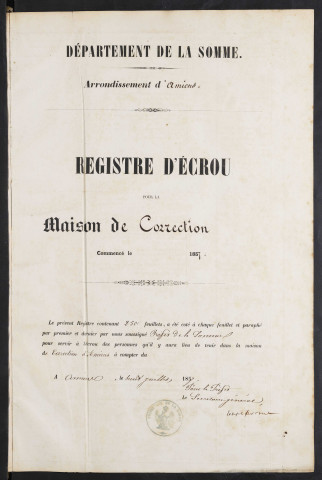 DÉPARTEMENT DE LA SOMME.
Arrondissement d'Amiens.
REGISTRE D'ÉCROU
POUR LA
Maison de Correction
Commencé le 185
Le présent Registre contenant 250 feuillets, a été coté à chaque feuillet et paraphé
par premier et dernier par nous soussigné Préfet de la Somme
pour servir à écrou des personnes qu'il y aura lieu de tenir dans la maison
de Correction d'Amiens à compter du
A Amiens, le huit juillet 185
Pour le Préfet
le Secrétaire général